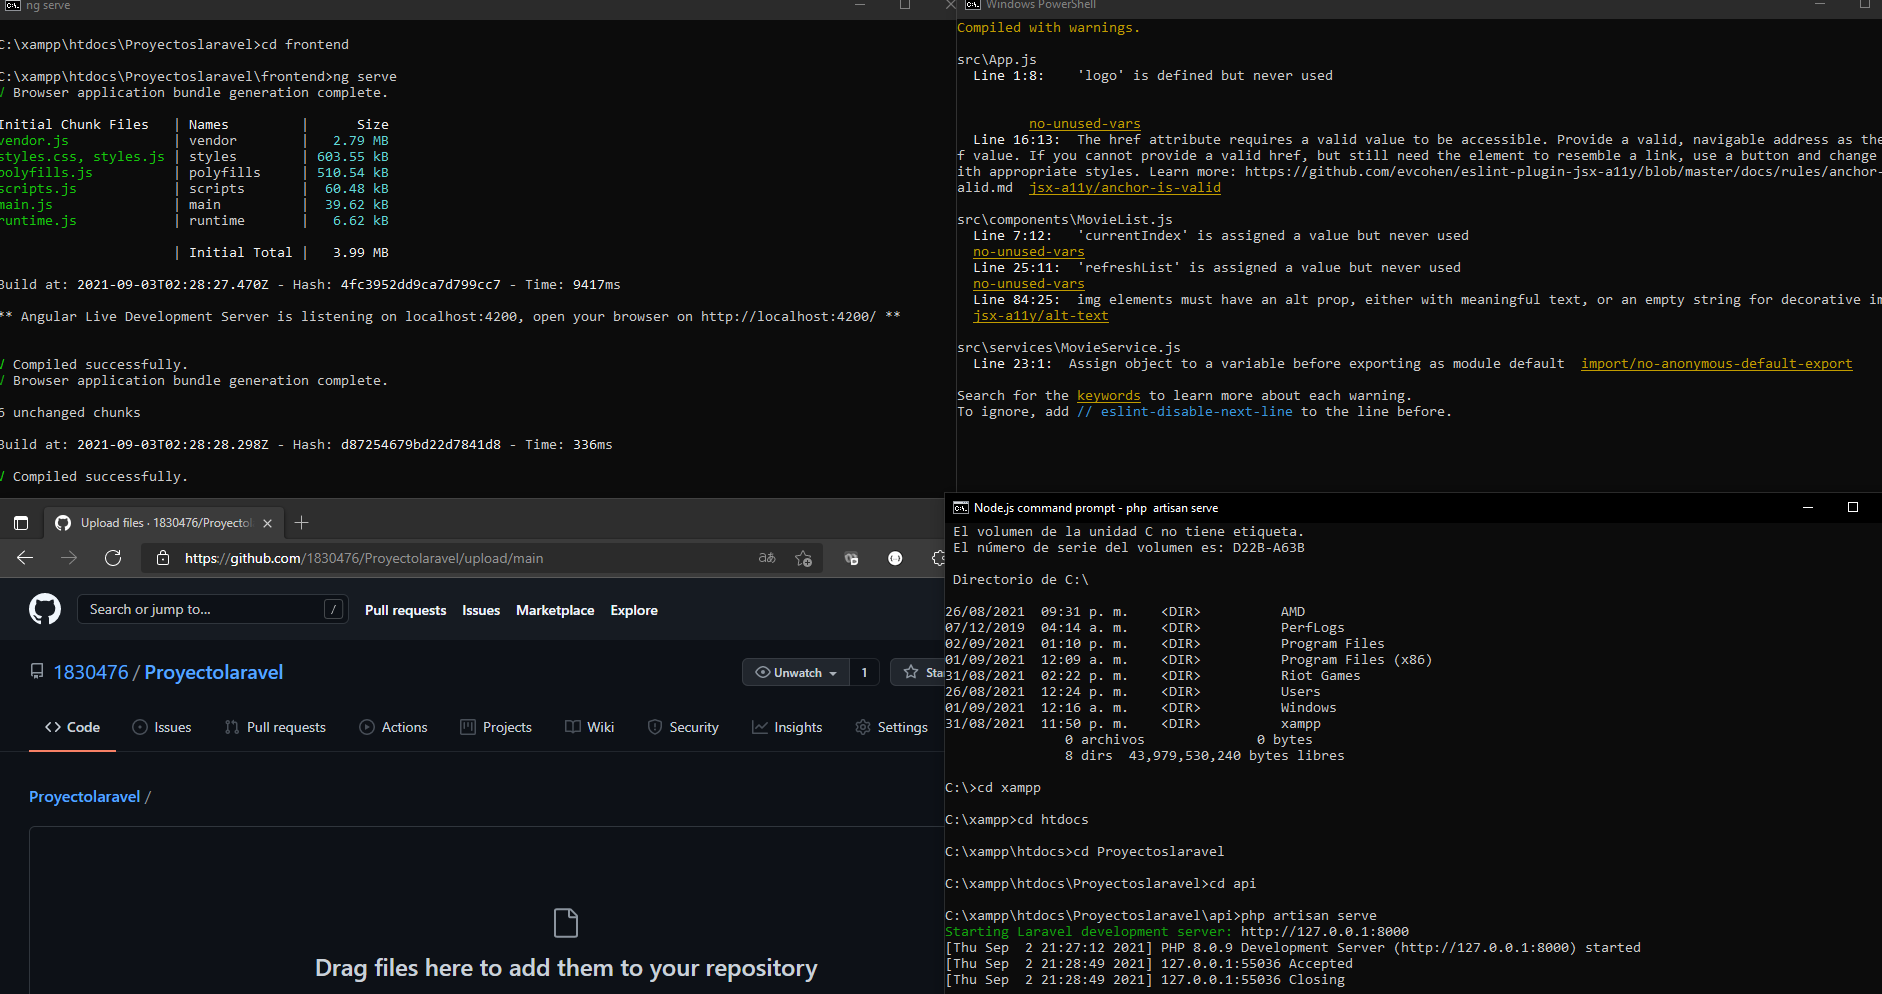 ng serve
C:\xampp\htdocs\Proyectoslaravel>cd frontend
C:\xampp\htdocs\Proyectoslaravel\frontend>ng serve
√ Browser application bundle generation complete.
Initial Chunk Files | Names | Size
vendor.js | vendor | 2.79 MB
styles.css, styles.js | styles | 603.55 kB
polyfills.js | polyfills | 510.54 kB
scripts.js | scripts | 60.48 kB
main.js | main | 39.62 kB
runtime.js | runtime | 6.62 kB
| Initial Total | 3.99 MB
Build at: 2021-09-03T02:28:27.470Z - Hash: 4fc3952dd9ca7d799cc7 - Time: 9417ms
** Angular Live Development Server is listening on localhost:4200, open your browser on http://localhost:4200/ **
√ Compiled successfully.
√ Browser application bundle generation complete.
6 unchanged chunks
Build at: 2021-09-03T02:28:28.298Z - Hash: d87254679bd22d7841d8 - Time: 336ms
√ Compiled successfully.
Windows PowerShell
Compiled with warnings.
src\App.js
Line 1:8: 'logo' is defined but never used
no-unused-vars
Line 16:13: The href attribute requires a valid value to be accessible. Provide a valid, navigable address as the
f value. If you cannot provide a valid href, but still need the element to resemble a link, use a button and change
ith appropriate styles. Learn more: https://github.com/evcohen/eslint-plugin-jsx-a11y/blob/master/docs/rules/anchor-
alid.md jsx-a11y/anchor-is-valid
src\components\MovieList.js
Line 7:12: 'currentIndex' is assigned a value but never used
no-unused-vars
Line 25:11: 'refreshList' is assigned a value but never used
no-unused-vars
Line 84:25: img elements must have an alt prop, either with meaningful text, or an empty string for decorative im
jsx-a11y/alt-text
src\services\MovieService.js
Line 23:1: Assign object to a variable before exporting as module default import/no-anonymous-default-export
Search for the keywords to learn more about each warning.
To ignore, add // eslint-disable-next-line to the line before.
Upload files · 1830476/Proyectol
https://github.com/1830476/Proyectolaravel/upload/main
aあ
Search or jump to... /
Pull requests Issues Marketplace Explore
1830476 / Proyectolaravel
Unwatch 1 Sta
Code Issues Pull requests Actions Projects Wiki Security Insights Settings
Proyectolaravel /
Drag files here to add them to your repository
Node.js command prompt - php artisan serve
El volumen de la unidad C no tiene etiqueta.
El número de serie del volumen es: D22B-A63B
Directorio de C:\
26/08/2021 09:31 p. m. <DIR> AMD
07/12/2019 04:14 a. m. <DIR> PerfLogs
02/09/2021 01:10 p. m. <DIR> Program Files
01/09/2021 12:09 a. m. <DIR> Program Files (x86)
31/08/2021 02:22 p. m. <DIR> Riot Games
26/08/2021 12:24 p. m. <DIR> Users
01/09/2021 12:16 a. m. <DIR> Windows
31/08/2021 11:50 p. m. <DIR> xampp
0 archivos 0 bytes
8 dirs 43,979,530,240 bytes libres
C:\>cd xampp
C:\xampp>cd htdocs
C:\xampp\htdocs>cd Proyectoslaravel
C:\xampp\htdocs\Proyectoslaravel>cd api
C:\xampp\htdocs\Proyectoslaravel\api>php artisan serve
Starting Laravel development server: http://127.0.0.1:8000
[Thu Sep 2 21:27:12 2021] PHP 8.0.9 Development Server (http://127.0.0.1:8000) started
[Thu Sep 2 21:28:49 2021] 127.0.0.1:55036 Accepted
[Thu Sep 2 21:28:49 2021] 127.0.0.1:55036 Closing